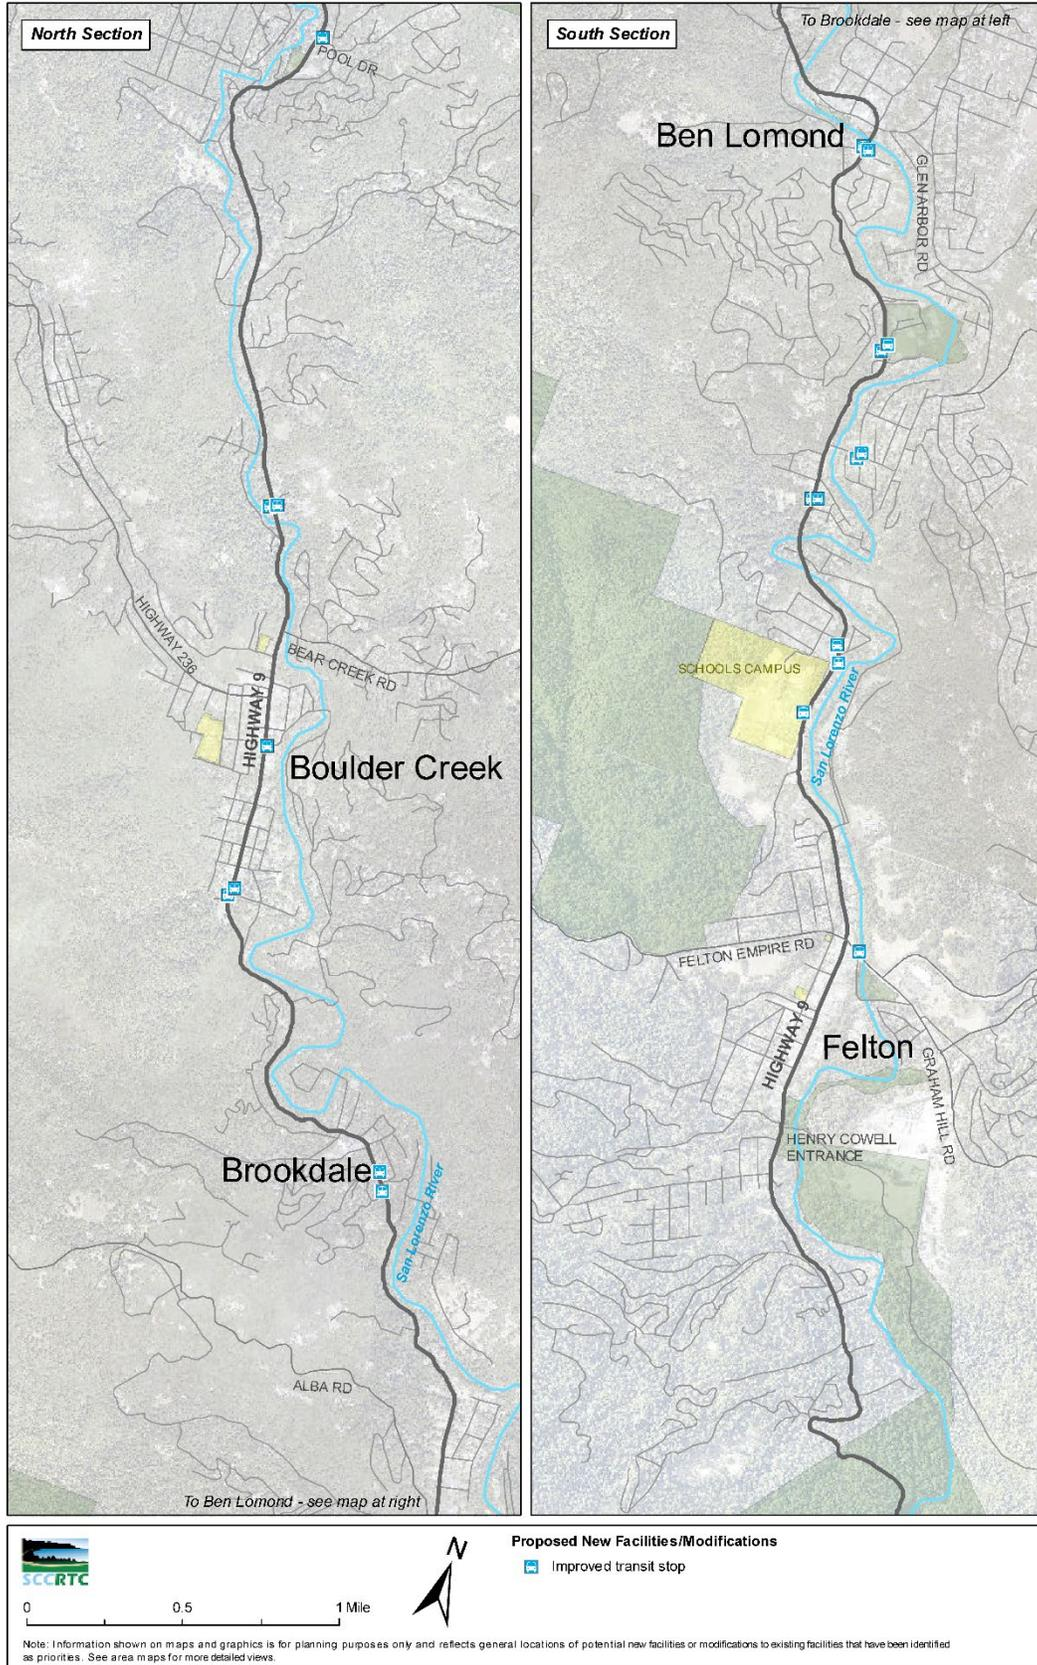 North Section
POOL DR
HIGHWAY 236
BEAR CREEK RD
HIGHWAY 9
Boulder Creek
Brookdale
San Lorenzo River
ALBA RD
To Ben Lomond - see map at right
South Section
To Brookdale - see map at left
Ben Lomond
GLEN ARBOR RD
SCHOOLS CAMPUS
San Lorenzo River
FELTON EMPIRE RD
HIGHWAY 9
Felton
GRAHAM HILL RD
HENRY COWELL
ENTRANCE
SCCRTC
N
0 0.5 1 Mile
Proposed New Facilities/Modifications
Improved transit stop
Note: Information shown on maps and graphics is for planning purposes only and reflects general locations of potential new facilities or modifications to existing facilities that have been identified
as priorities. See area maps for more detailed views.